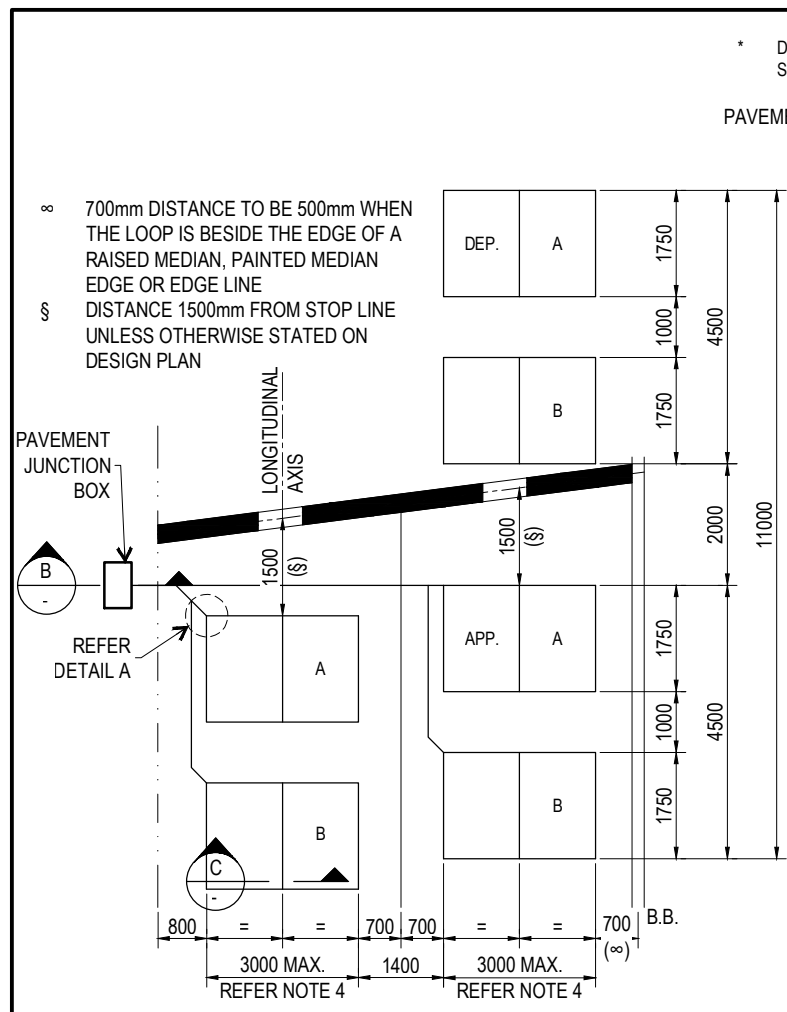 * D
S
PAVEME
∞ 700mm DISTANCE TO BE 500mm WHEN
THE LOOP IS BESIDE THE EDGE OF A
RAISED MEDIAN, PAINTED MEDIAN
EDGE OR EDGE LINE
§ DISTANCE 1500mm FROM STOP LINE
UNLESS OTHERWISE STATED ON
DESIGN PLAN
DEP. A
1750
1000
4500
B
1750
LONGITUDINAL
AXIS
PAVEMENT
JUNCTION
BOX
1500
(§)
1500
(§)
2000
11000
B
-
REFER
DETAIL A
A
APP. A
1750
1000
4500
B
B
1750
C
-
800 = = 700 700 = = 700
(∞)
B.B.
3000 MAX. 1400 3000 MAX.
REFER NOTE 4 REFER NOTE 4